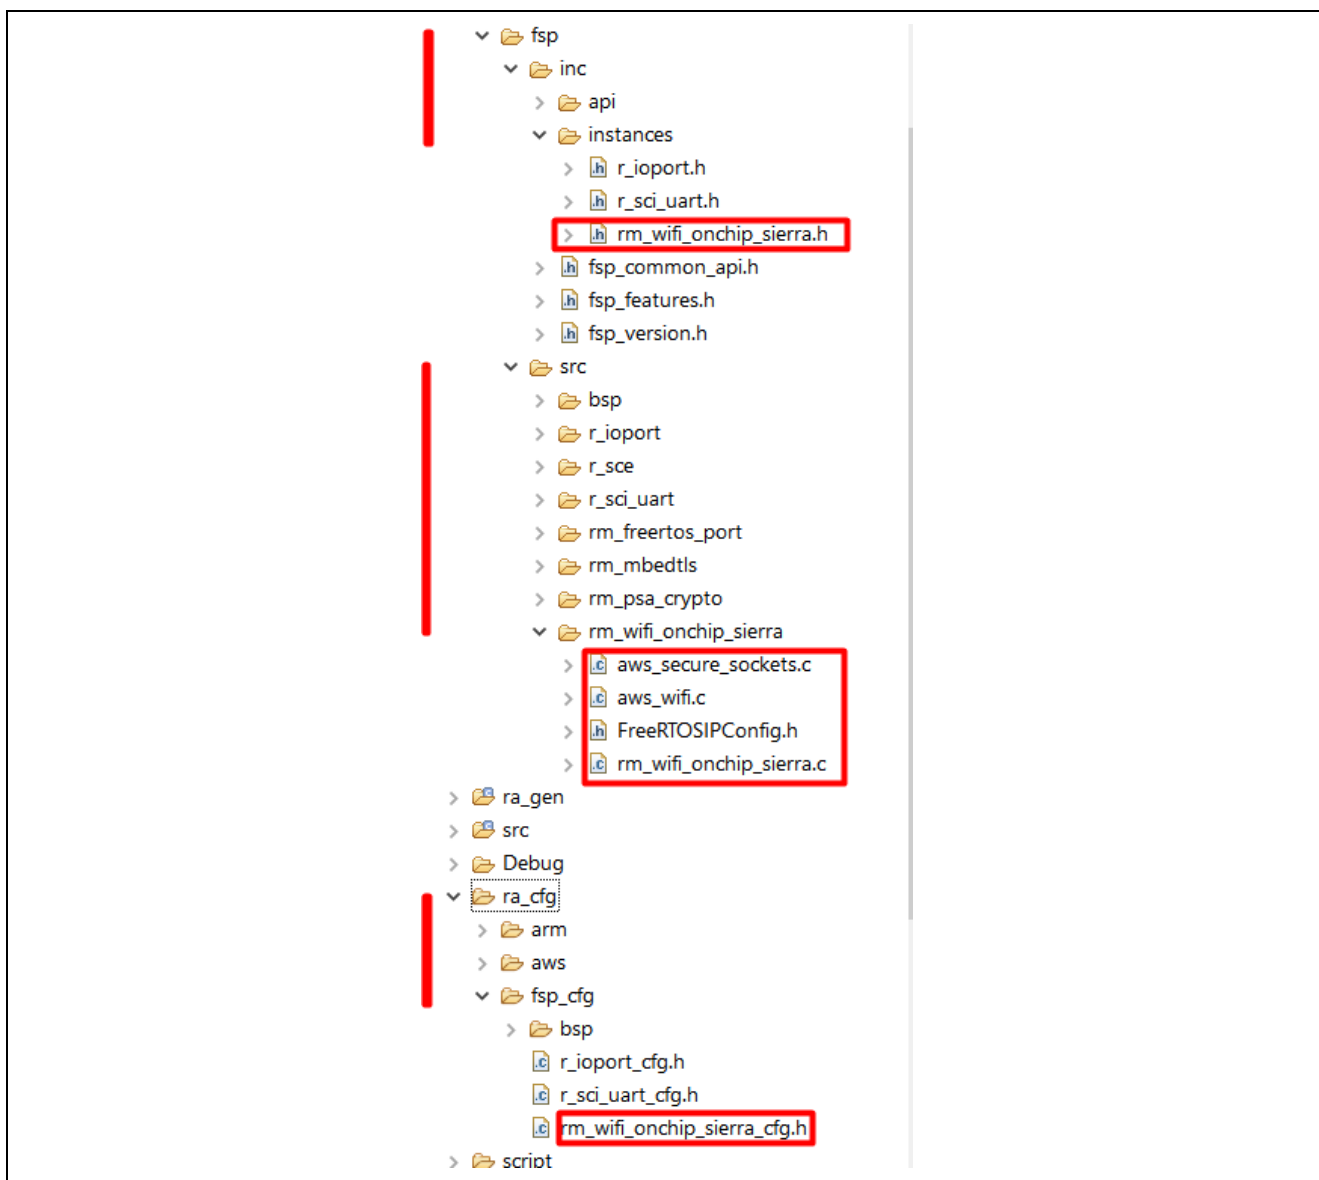 fsp
inc
api
instances
.h r_ioport.h
.h r_sci_uart.h
.h rm_wifi_onchip_sierra.h
.h fsp_common_api.h
.h fsp_features.h
.h fsp_version.h
src
bsp
r_ioport
r_sce
r_sci_uart
rm_freertos_port
rm_mbedtls
rm_psa_crypto
rm_wifi_onchip_sierra
.c aws_secure_sockets.c
.c aws_wifi.c
.h FreeRTOSIPConfig.h
.c rm_wifi_onchip_sierra.c
ra_gen
src
Debug
ra_cfg
arm
aws
fsp_cfg
bsp
.c r_ioport_cfg.h
.c r_sci_uart_cfg.h
.c rm_wifi_onchip_sierra_cfg.h
script